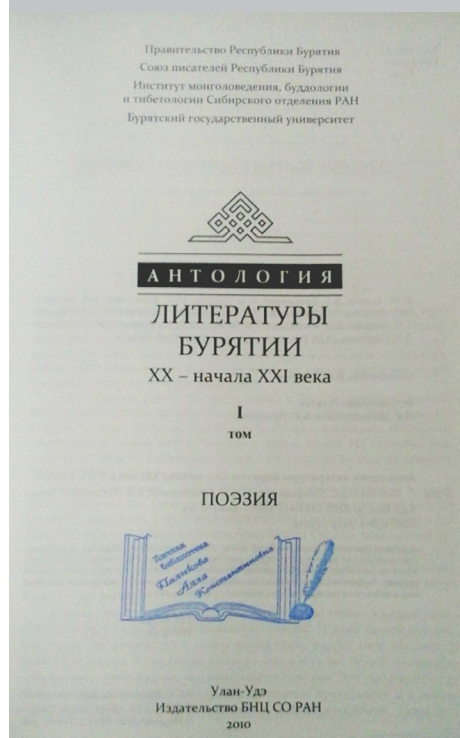 Правительство Республики Бурятия
Союз писателей Республики Бурятия
Институт монголоведения, буддологии
и тибетологии Сибирского отделения РАН
Бурятский государственный университет
АНТОЛОГИЯ
ЛИТЕРАТУРЫ
БУРЯТИИ
XX – начала XXI века
I
том
ПОЭЗИЯ
Личная
библиотека
Паликова
Алла
Константиновна
Улан-Удэ
Издательство БНЦ СО РАН
2010